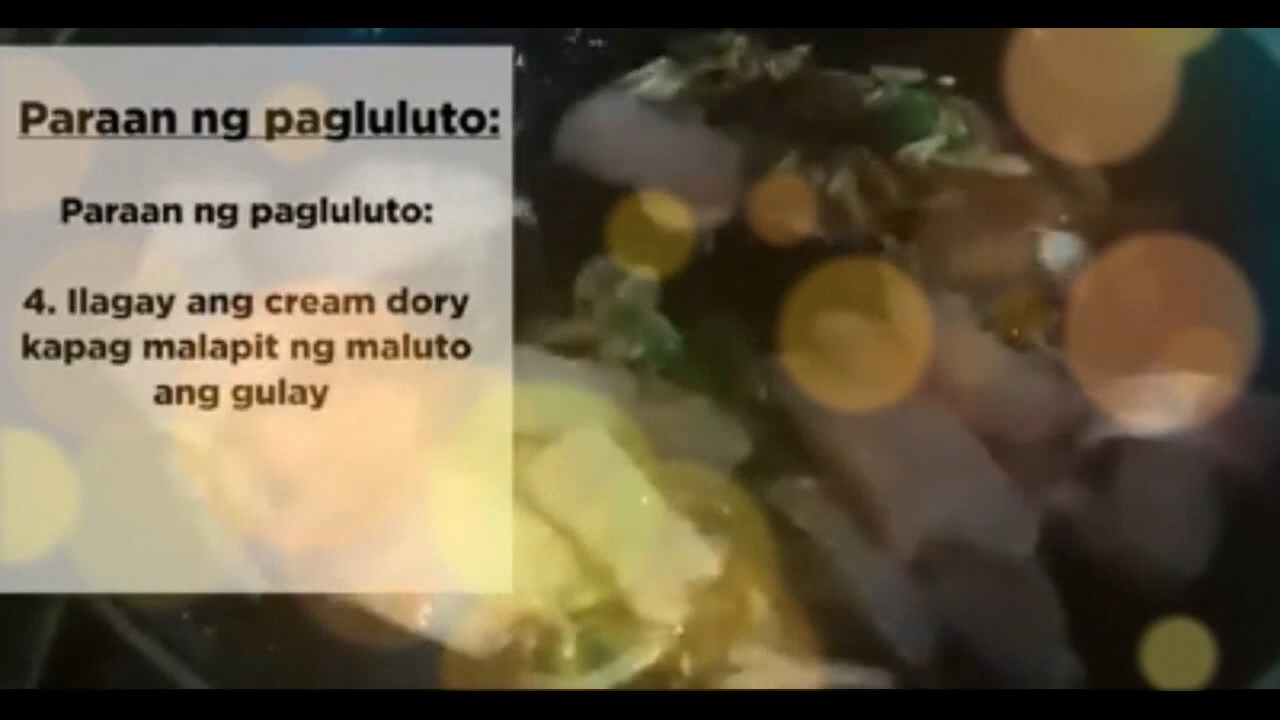 Paraan ng pagluluto:
Paraan ng pagluluto:
4. Ilagay ang cream dory
kapag malapit ng maluto
ang gulay